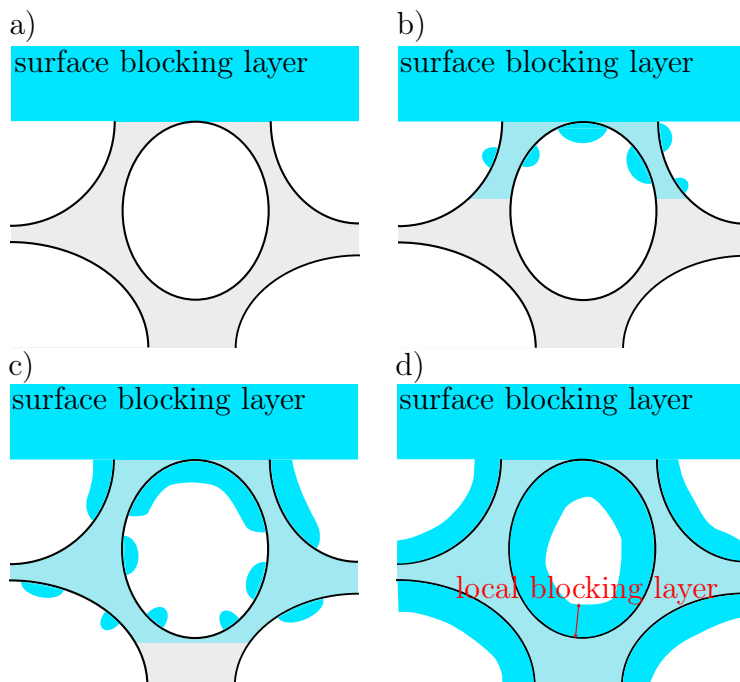 a)
surface blocking layer
b)
surface blocking layer
c)
surface blocking layer
d)
surface blocking layer
local blocking layer